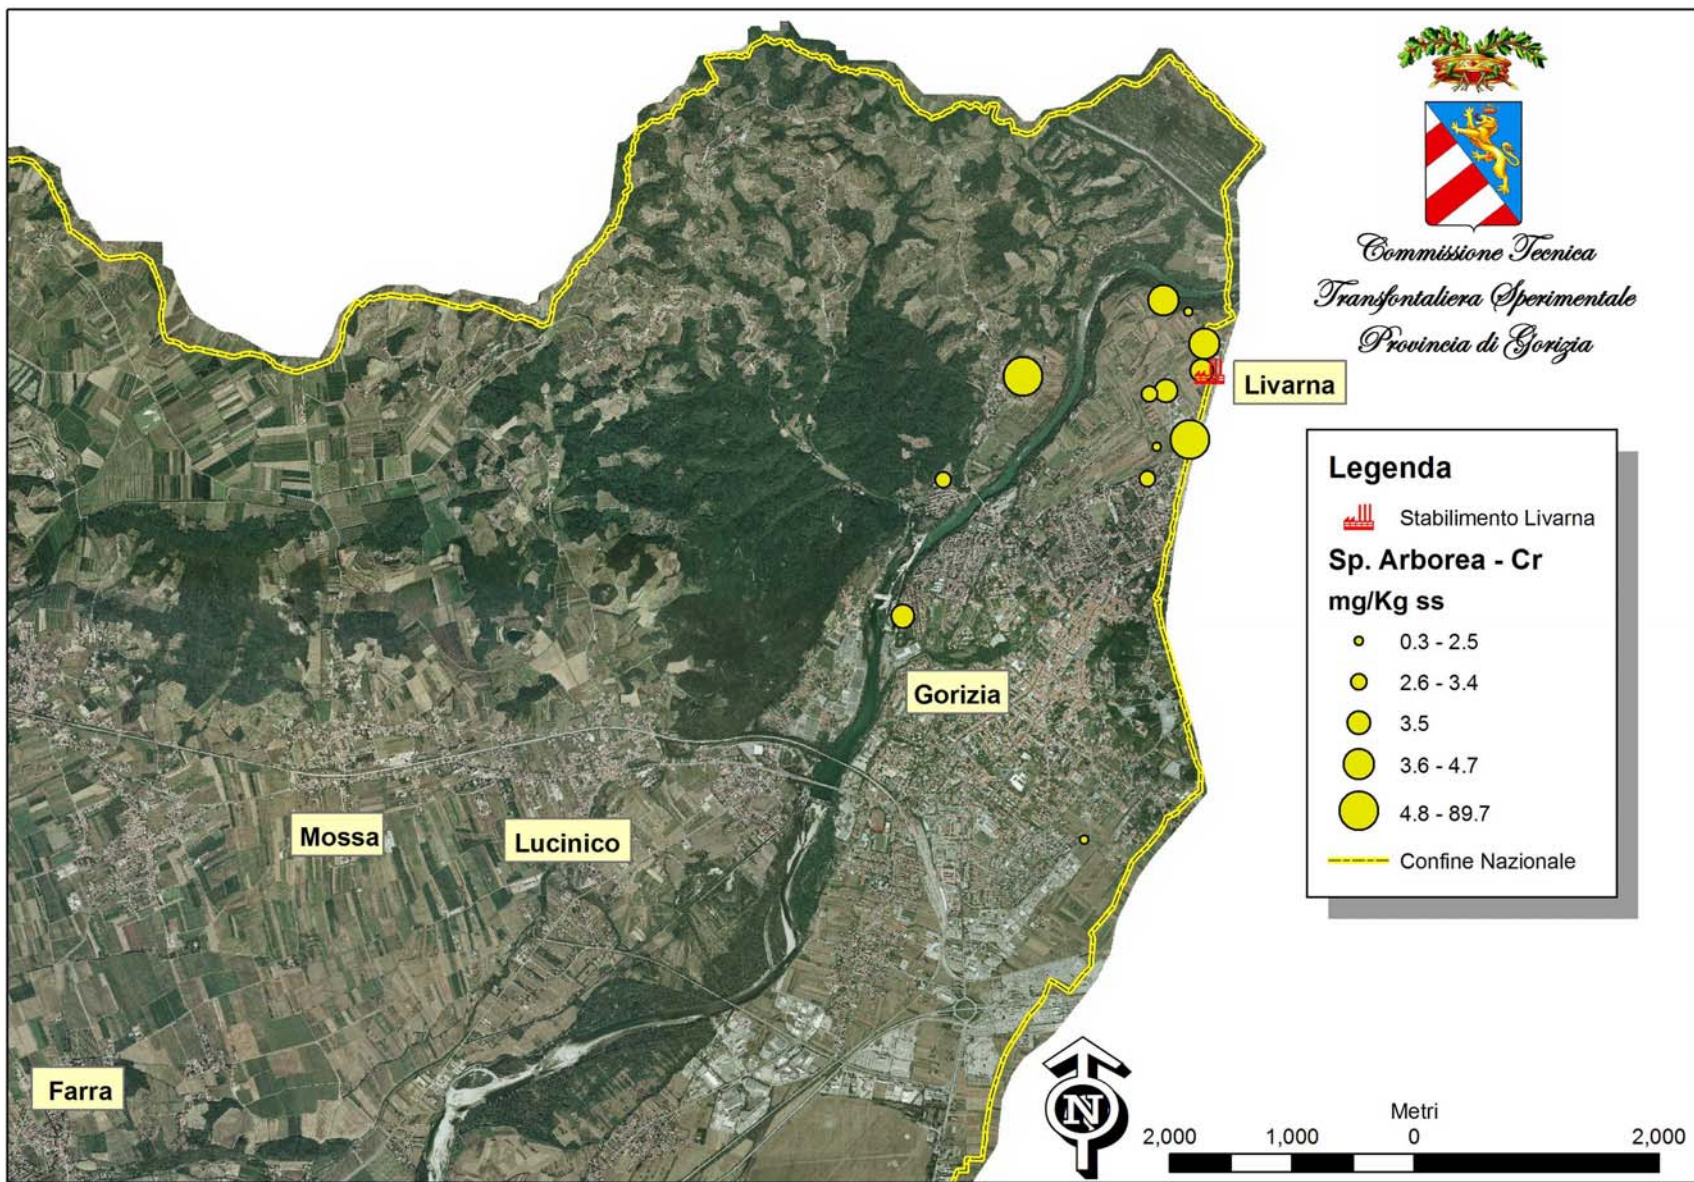 Commissione Tecnica
Transfontaliera Sperimentale
Provincia di Gorizia
Livarna
Legenda
Stabilimento Livarna
Sp. Arborea - Cr
mg/Kg ss
0.3 - 2.5
2.6 - 3.4
3.5
3.6 - 4.7
4.8 - 89.7
Confine Nazionale
Gorizia
Mossa
Lucinico
Farra
N
Metri
2,000 1,000 0 2,000